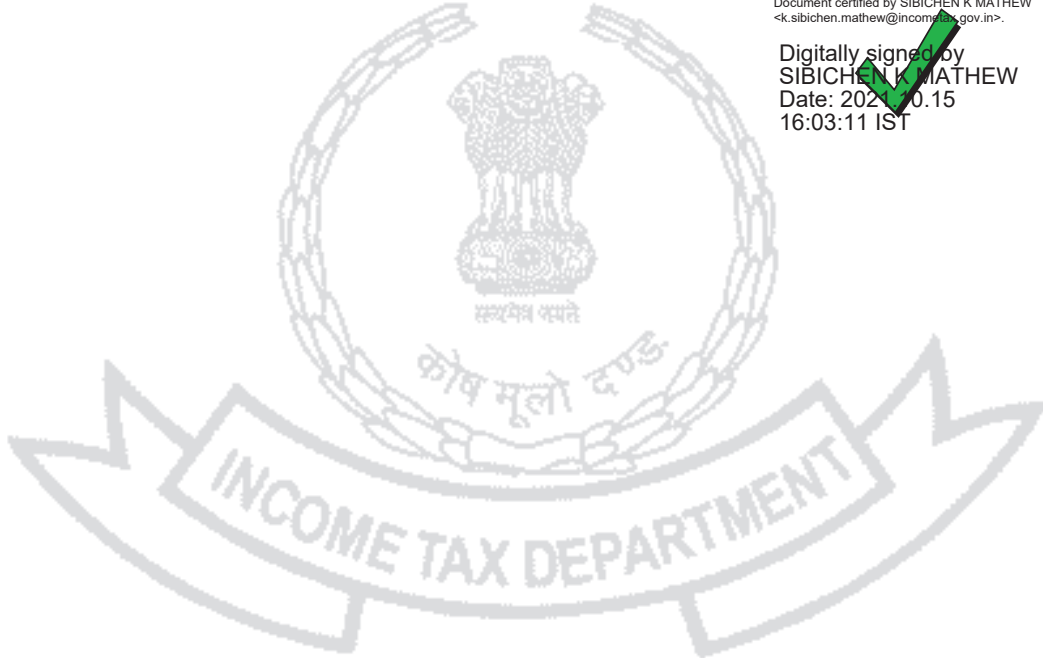 Document certified by SIBICHEN K MATHEW
<k.sibichen.mathew@incometax.gov.in>.
Digitally signed by
SIBICHEN K MATHEW
Date: 2021.10.15
16:03:11 IST
सत्यमेव जयते
कोष मूलो दण्ड
INCOME TAX DEPARTMENT